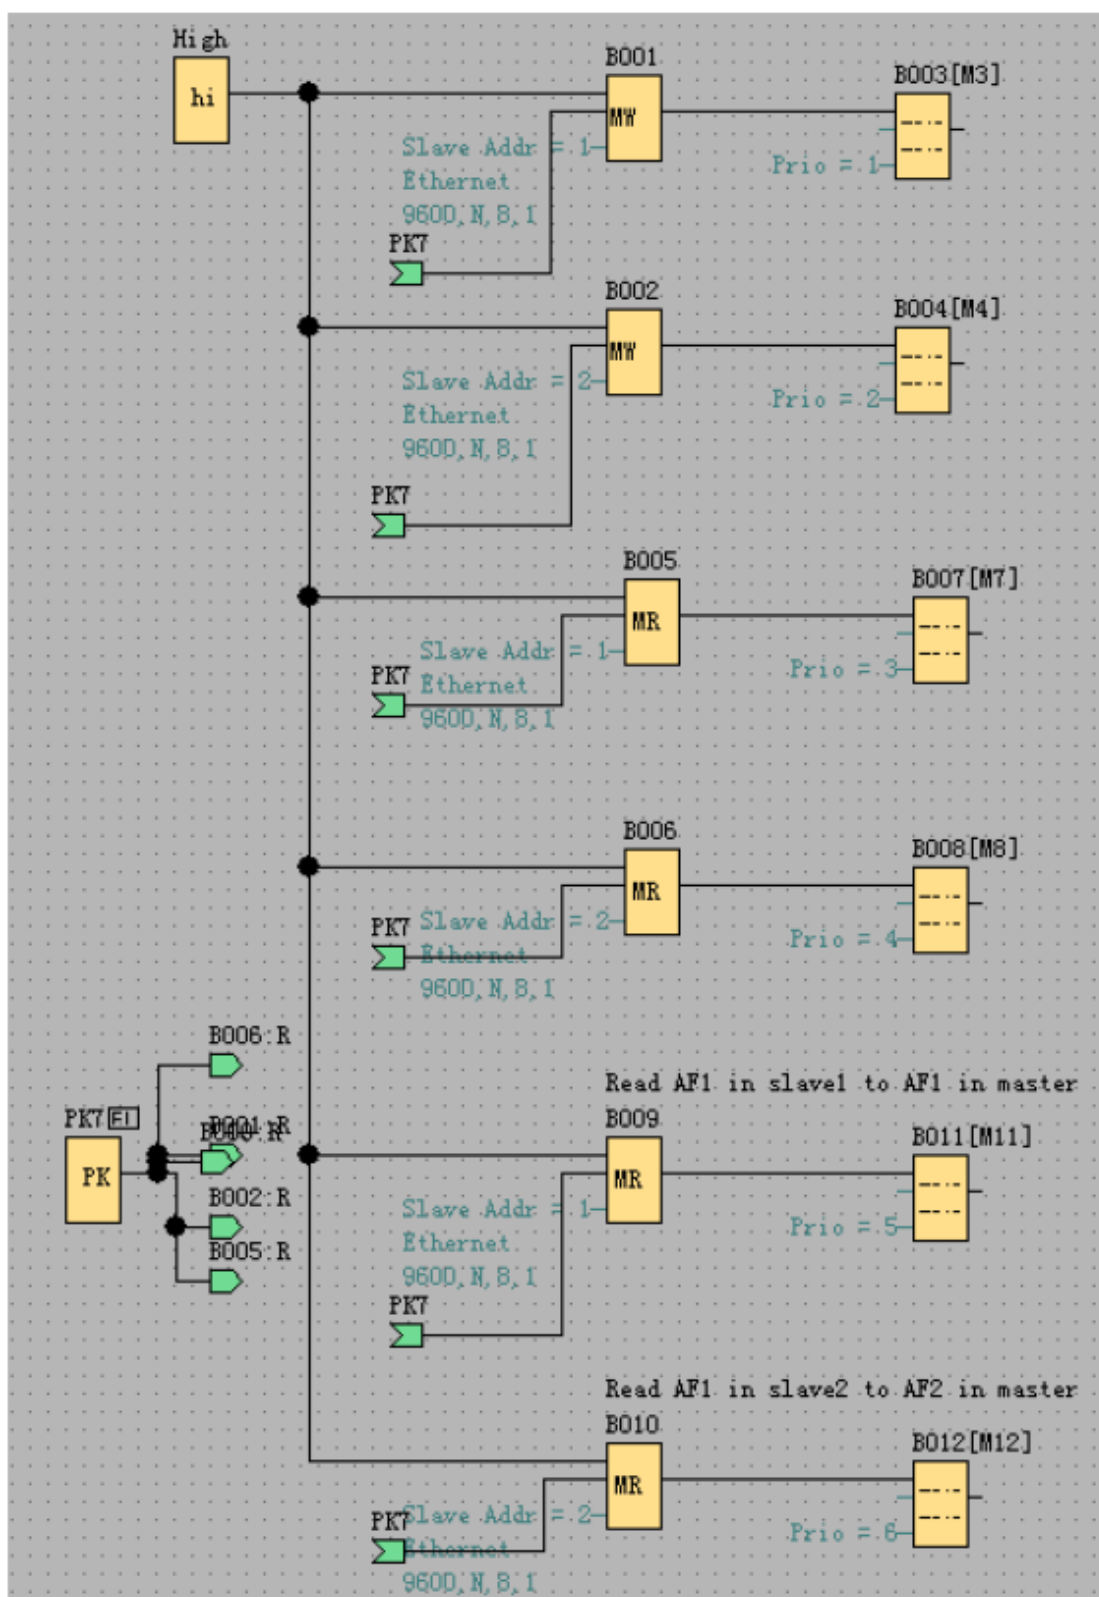 High
hi
B001
MW
B003[M3]
Slave Addr = 1
Ethernet
9600,N,8,1
Prio = 1
PK7
B002
MW
B004[M4]
Slave Addr = 2
Ethernet
9600,N,8,1
Prio = 2
PK7
B005
MR
B007[M7]
Slave Addr = 1
Ethernet
9600,N,8,1
Prio = 3
PK7
B006
MR
B008[M8]
Slave Addr = 2
Ethernet
9600,N,8,1
Prio = 4
PK7
B006:R
PK7
PK
B002:R
B005:R
Read AF1 in slave1 to AF1 in master
B009
MR
B011[M11]
Slave Addr = 1
Ethernet
9600,N,8,1
Prio = 5
PK7
Read AF1 in slave2 to AF2 in master
B010
MR
B012[M12]
Slave Addr = 2
Ethernet
9600,N,8,1
Prio = 6
PK7